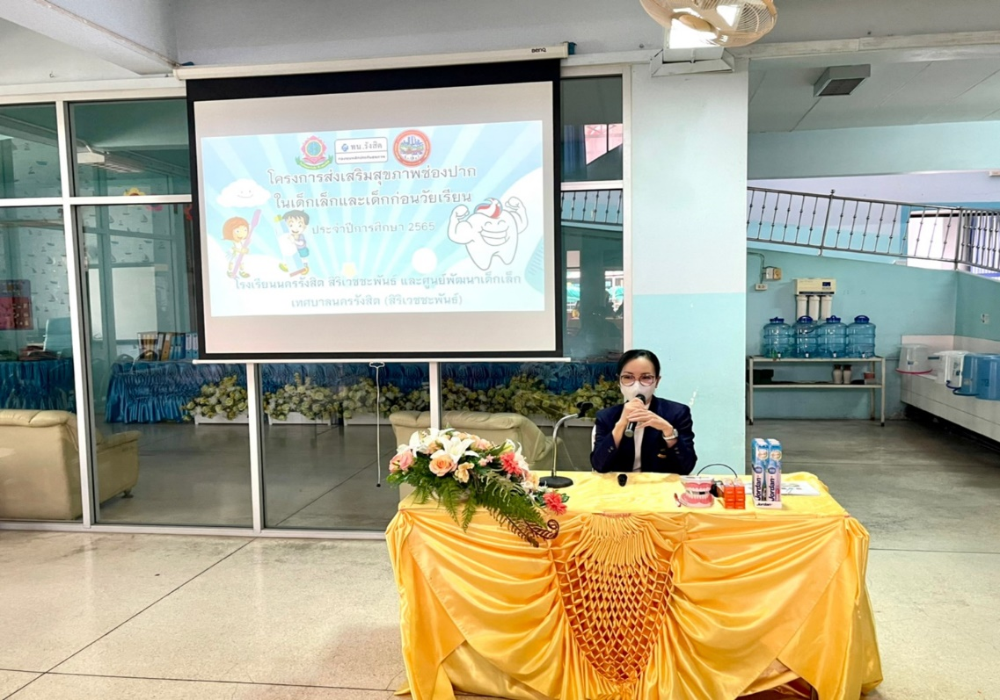 BENQ
ทน.รังสิต
โครงการส่งเสริมสุขภาพช่องปาก
ในเด็กเล็กและเด็กก่อนวัยเรียน
ประจำปีการศึกษา 2565
โรงเรียนนครรังสิต สิริเวชชะพันธ์ และศูนย์พัฒนาเด็กเล็ก
เทศบาลนครรังสิต (สิริเวชชะพันธ์)
Jordan
Jordan